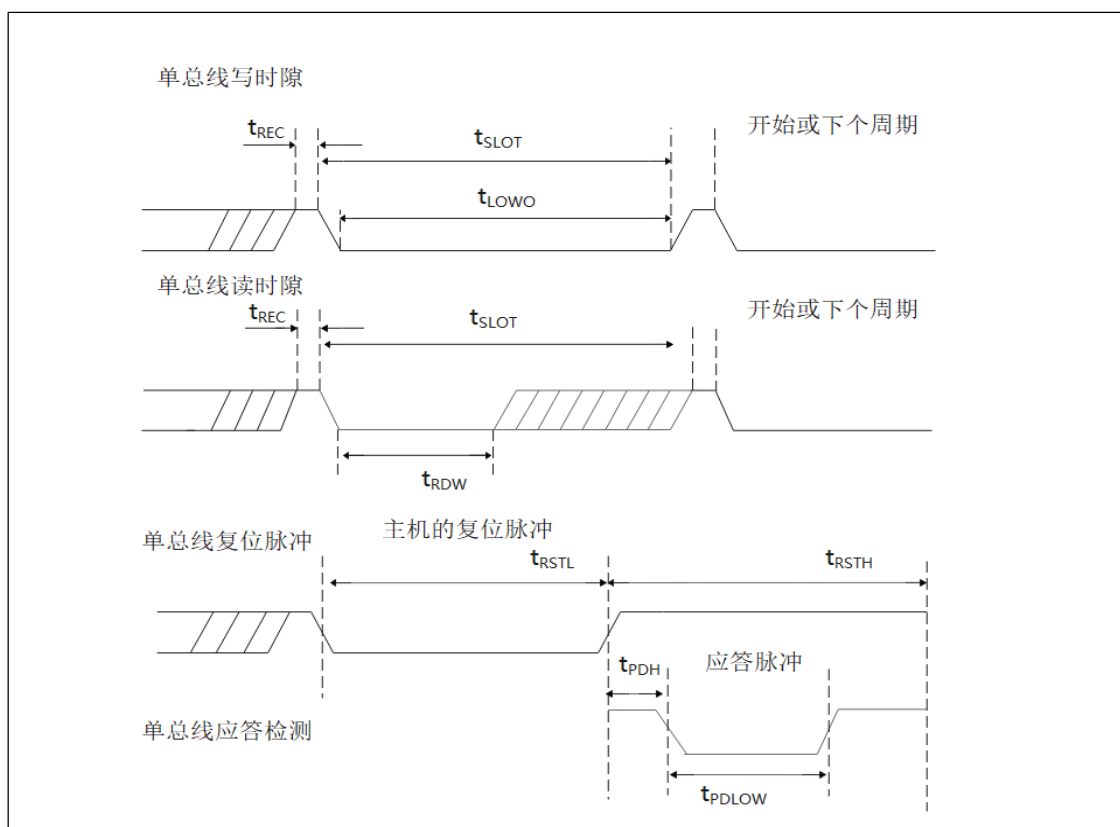 单总线写时隙
开始或下个周期
tREC
tSLOT
tLOWO
单总线读时隙
开始或下个周期
tREC
tSLOT
tRDW
主机的复位脉冲
单总线复位脉冲
tRSTL
tRSTH
tPDH
应答脉冲
单总线应答检测
tPDLOW